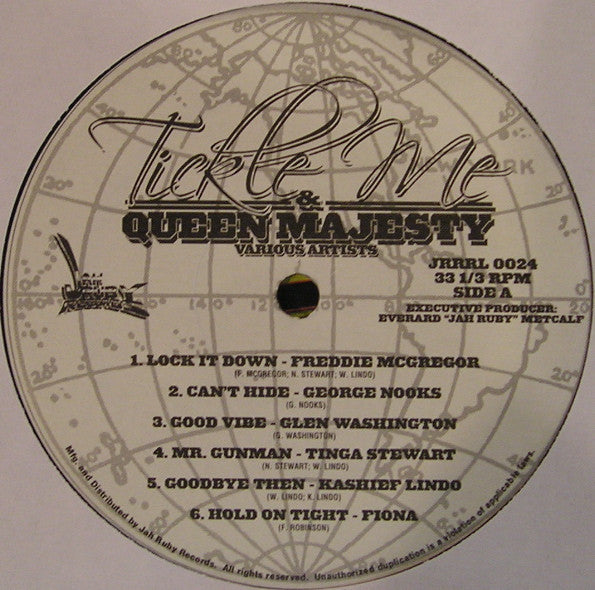 Tickle Me
&
QUEEN MAJESTY
VARIOUS ARTISTS
JAH
RUBY
JRRRL 0024
33 1/3 RPM
SIDE A
EXECUTIVE PRODUCER:
EVERARD "JAH RUBY" METCALF
1. LOCK IT DOWN - FREDDIE MCGREGOR
(F. MCGREGOR; N. STEWART; W. LINDO)
2. CAN'T HIDE - GEORGE NOOKS
(G. NOOKS)
3. GOOD VIBE - GLEN WASHINGTON
(G. WASHINGTON)
4. MR. GUNMAN - TINGA STEWART
(N. STEWART; W. LINDO)
5. GOODBYE THEN - KASHIEF LINDO
(W. LINDO; K. LINDO)
6. HOLD ON TIGHT - FIONA
(F. ROBINSON)
Mfg. and Distributed by Jah Ruby Records. All rights reserved. Unauthorized duplication is a violation of applicable laws.